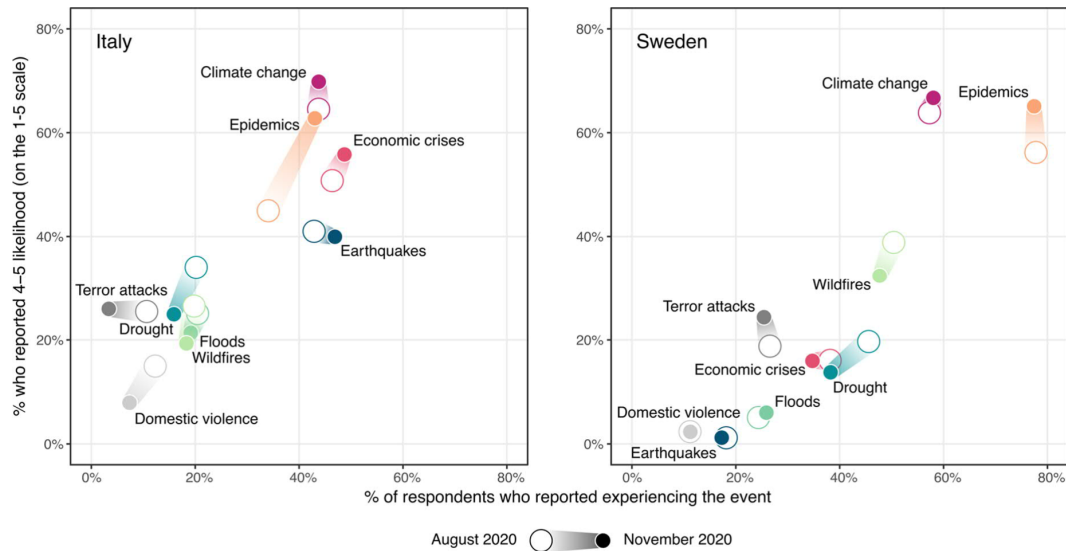 Italy
Sweden
80%
60%
40%
20%
0%
% who reported 4–5 likelihood (on the 1-5 scale)
Climate change
Epidemics
Economic crises
Earthquakes
Terror attacks
Drought
Floods
Wildfires
Domestic violence
0% 20% 40% 60% 80%
80%
60%
40%
20%
0%
Climate change
Epidemics
Wildfires
Terror attacks
Economic crises
Drought
Floods
Domestic violence
Earthquakes
0% 20% 40% 60% 80%
% of respondents who reported experiencing the event
August 2020 November 2020